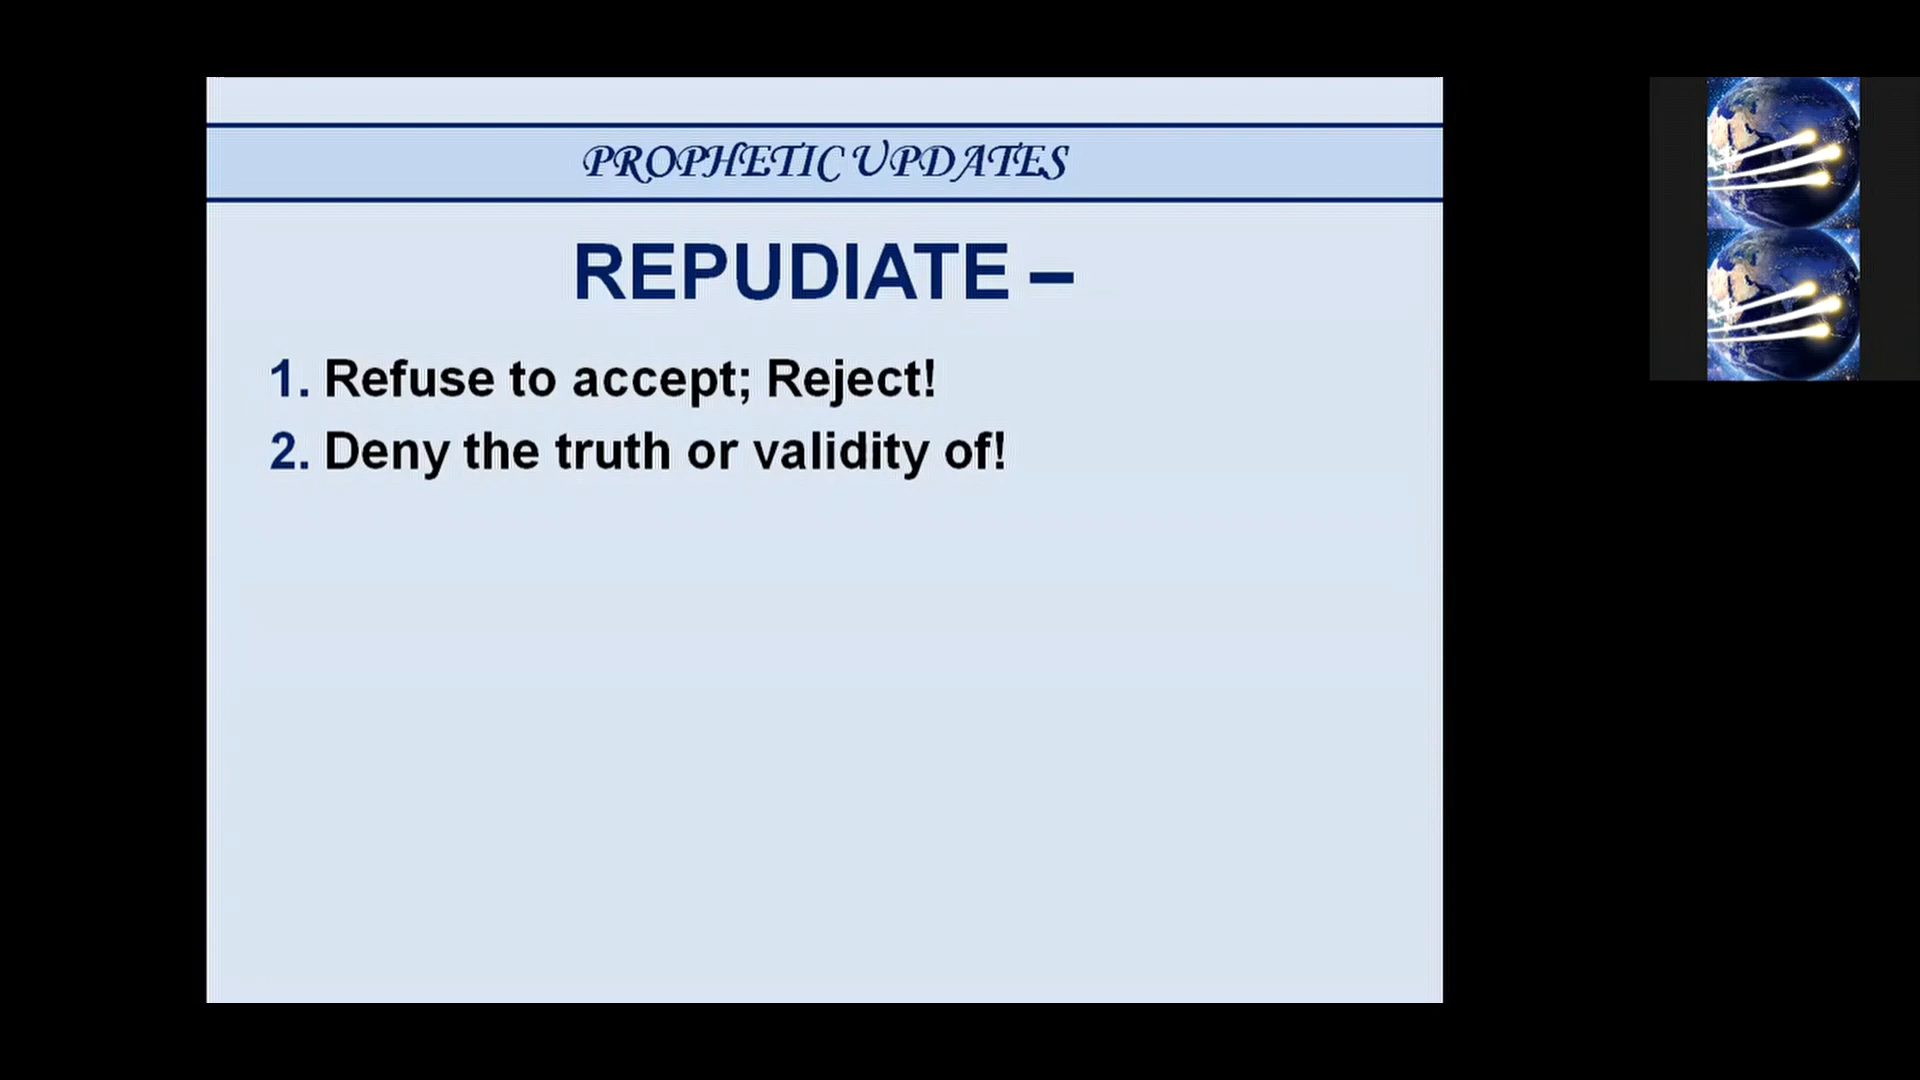 PROPHETIC UPDATES
REPUDIATE –
1. Refuse to accept; Reject!
2. Deny the truth or validity of!